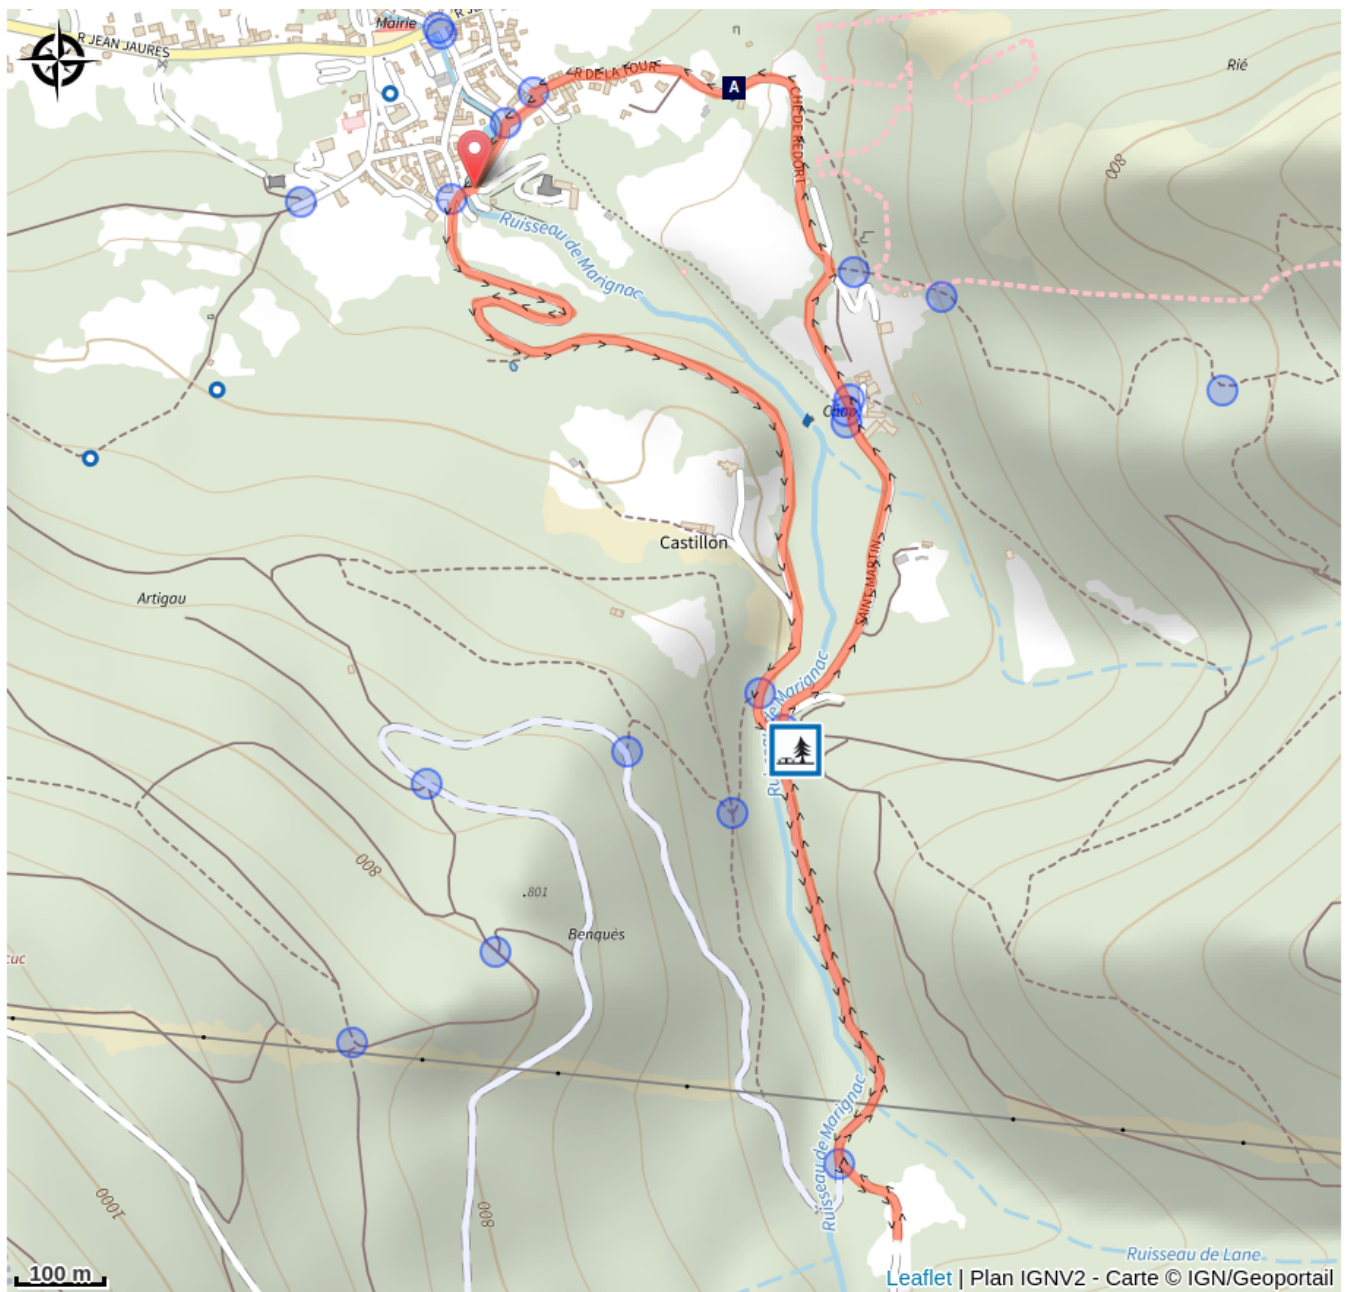 Mairie
R JEAN JAURES
R DE LA TOUR
A
Rié
CHE DE REDORT
800
Ruisseau de Marignac
Chap
Castillon
SAINT-MARTIN
Artigau
de Marignac
800
.801
Benquès
cuc
Ruisseau de Marignac
1000
800
Ruisseau de Lane
100 m
Leaflet | Plan IGNV2 - Carte © IGN/Geoportail